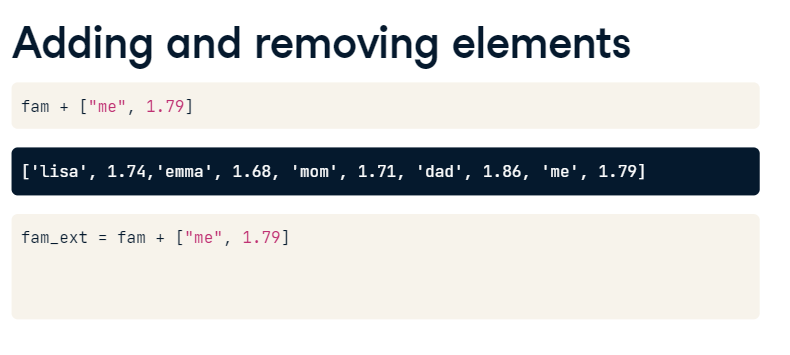 Adding and removing elements
fam + ["me", 1.79]
['lisa', 1.74,'emma', 1.68, 'mom', 1.71, 'dad', 1.86, 'me', 1.79]
fam_ext = fam + ["me", 1.79]